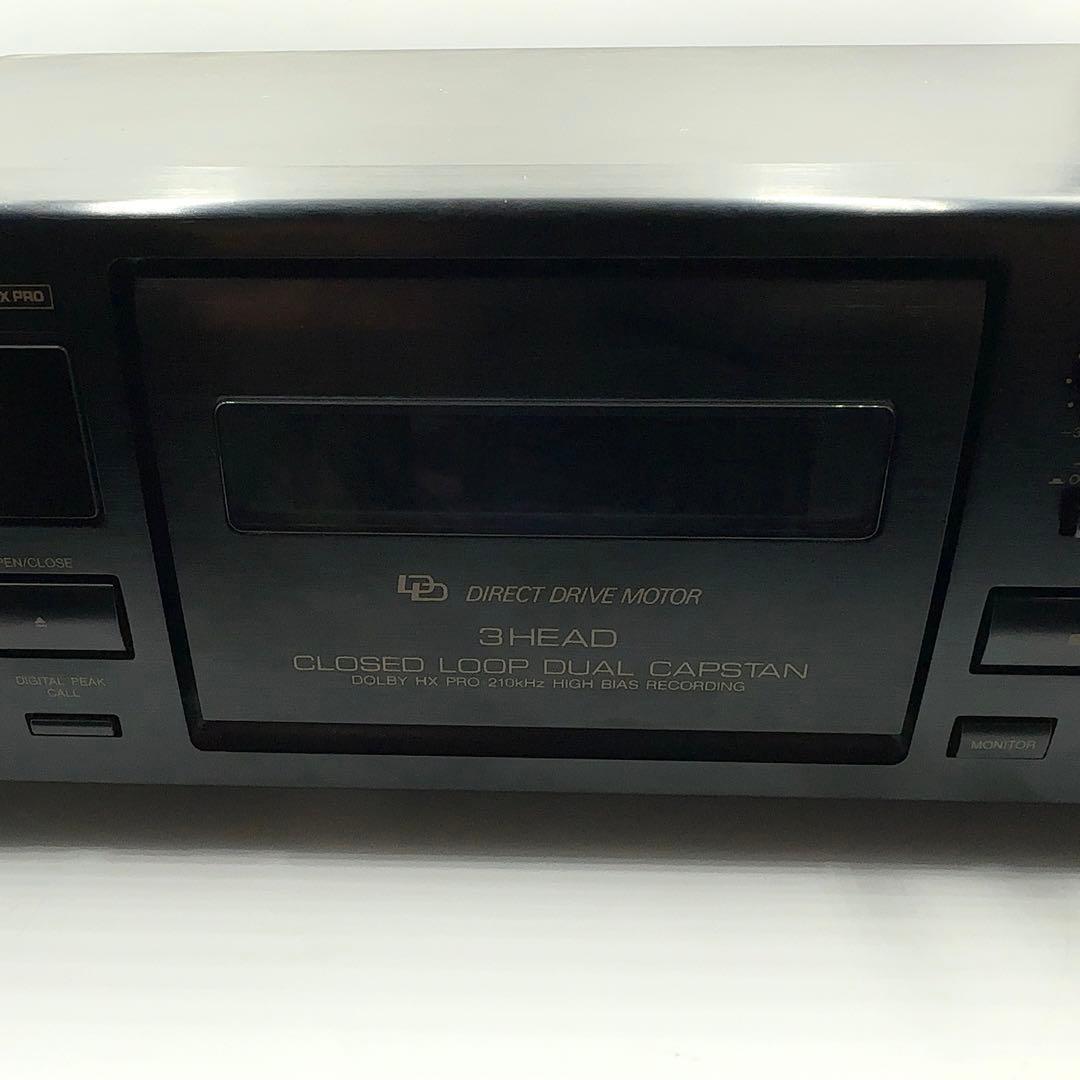 X PRO
PEN/CLOSE
DIGITAL PEAK
CALL
DD DIRECT DRIVE MOTOR
3HEAD
CLOSED LOOP DUAL CAPSTAN
DOLBY HX PRO 210kHz HIGH BIAS RECORDING
MONITOR